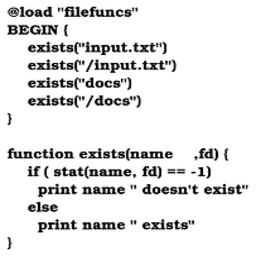 @load "filefuncs"
BEGIN {
exists("input.txt")
exists("/input.txt")
exists("docs")
exists("/docs")
}
function exists(name    ,fd) {
if ( stat(name, fd) == -1)
print name " doesn't exist"
else
print name " exists"
}